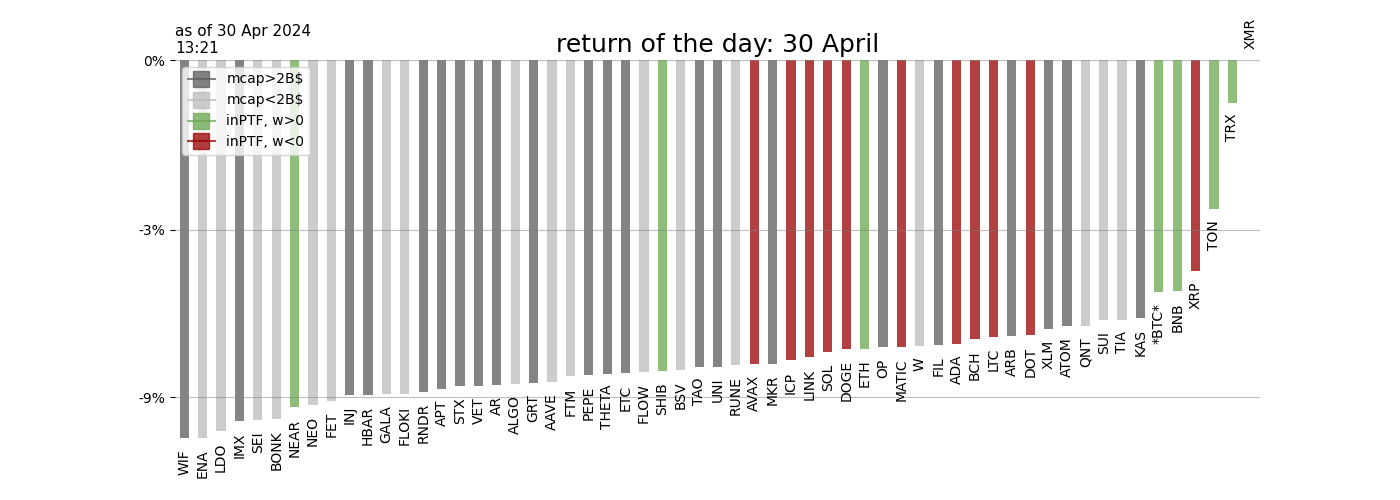 as of 30 Apr 2024
13:21
return of the day: 30 April
XMR
0%
mcap>2B$
mcap<2B$
inPTF, w>0
inPTF, w<0
-3%
-9%
WIF
ENA
LDO
IMX
SEI
BONK
NEAR
NEO
FET
INJ
HBAR
GALA
FLOKI
RNDR
APT
STX
VET
AR
ALGO
GRT
AAVE
FTM
PEPE
THETA
ETC
FLOW
SHIB
BSV
TAO
UNI
RUNE
AVAX
MKR
ICP
LINK
SOL
DOGE
ETH
OP
MATIC
W
FIL
ADA
BCH
LTC
ARB
DOT
XLM
ATOM
QNT
SUI
TIA
KAS
*BTC*
BNB
XRP
TON
TRX